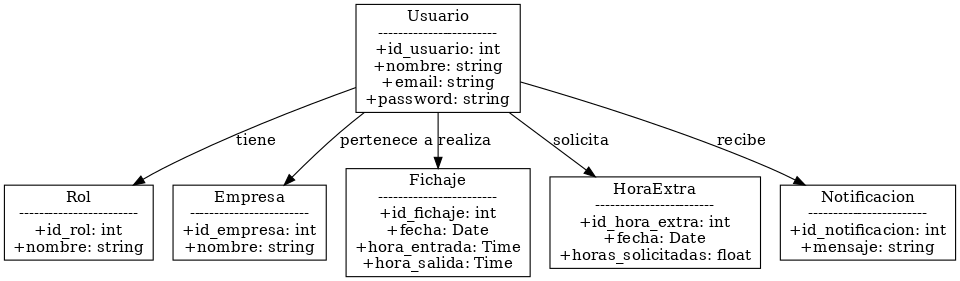 Usuario
------------------------
+id_usuario: int
+nombre: string
+email: string
+password: string
tiene
pertenece a
realiza
solicita
recibe
Rol
------------------------
+id_rol: int
+nombre: string
Empresa
------------------------
+id_empresa: int
+nombre: string
Fichaje
------------------------
+id_fichaje: int
+fecha: Date
+hora_entrada: Time
+hora_salida: Time
HoraExtra
------------------------
+id_hora_extra: int
+fecha: Date
+horas_solicitadas: float
Notificacion
------------------------
+id_notificacion: int
+mensaje: string